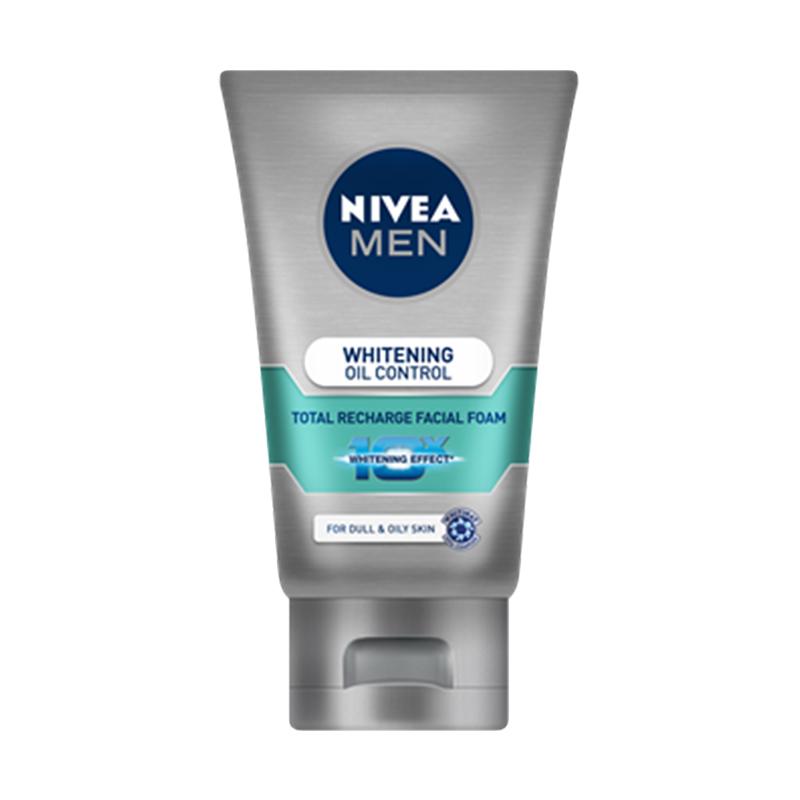 NIVEA
MEN
WHITENING
OIL CONTROL
TOTAL RECHARGE FACIAL FOAM
10X
WHITENING EFFECT*
FOR DULL & OILY SKIN